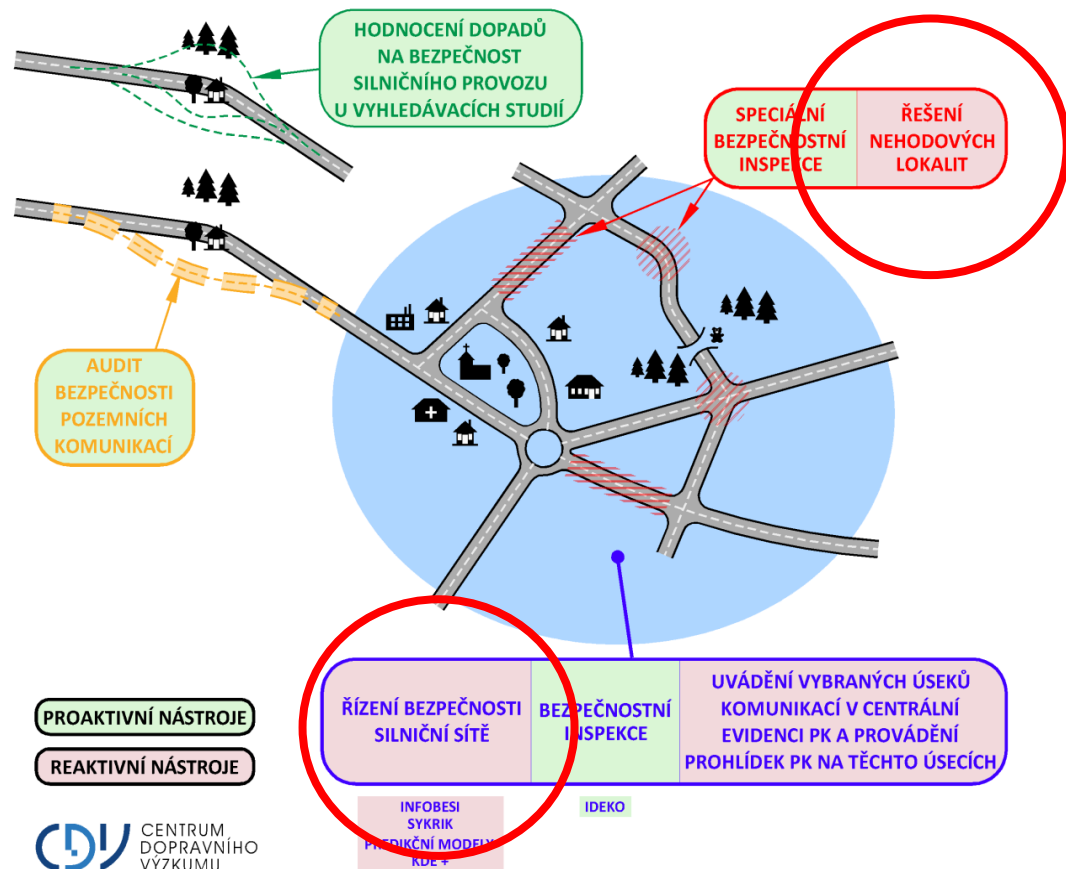 HODNOCENÍ DOPADŮ
NA BEZPEČNOST
SILNIČNÍHO PROVOZU
U VYHLEDÁVACÍCH STUDIÍ
SPECIÁLNÍ
BEZPEČNOSTNÍ
INSPEKCE
ŘEŠENÍ
NEHODOVÝCH
LOKALIT
AUDIT
BEZPEČNOSTI
POZEMNÍCH
KOMUNIKACÍ
ŘÍZENÍ BEZPEČNOSTI
SILNIČNÍ SÍTĚ
BEZPEČNOSTNÍ
INSPEKCE
UVÁDĚNÍ VYBRANÝCH ÚSEKŮ
KOMUNIKACÍ V CENTRÁLNÍ
EVIDENCI PK A PROVÁDĚNÍ
PROHLÍDEK PK NA TĚCHTO ÚSECÍCH
PROAKTIVNÍ NÁSTROJE
REAKTIVNÍ NÁSTROJE
INFOBESI
SYKRIK
PREDIKČNÍ MODELY
KDE +
IDEKO
CDV
CENTRUM
DOPRAVNÍHO
VÝZKUMU